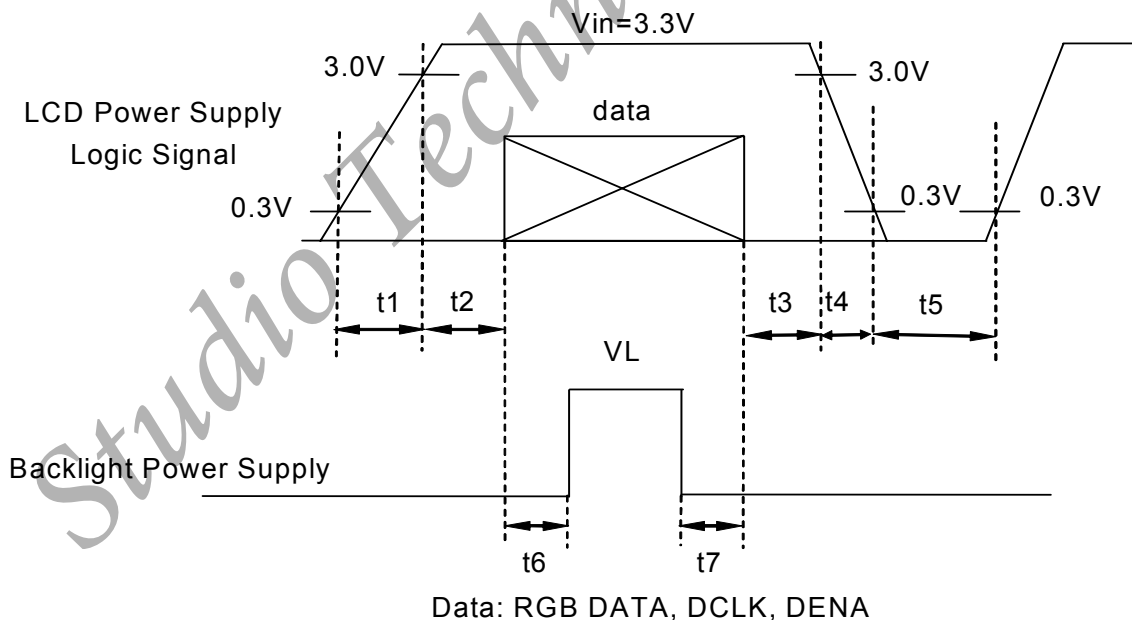 Vin=3.3V
3.0V
3.0V
LCD Power Supply
Logic Signal
data
0.3V
0.3V
0.3V
t1
t2
t3
t4
t5
VL
Backlight Power Supply
t6
t7
Data: RGB DATA, DCLK, DENA
Studio